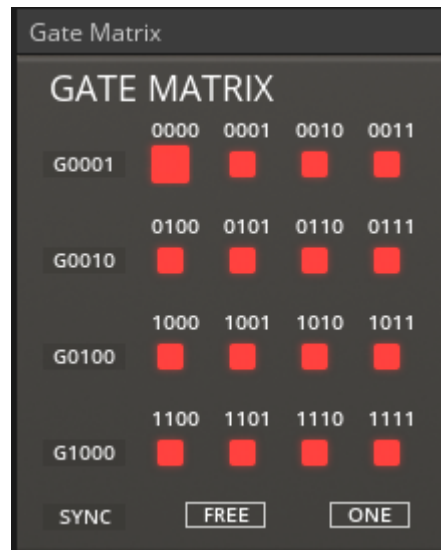 Gate Matrix
GATE MATRIX
0000 0001 0010 0011
G0001
0100 0101 0110 0111
G0010
1000 1001 1010 1011
G0100
1100 1101 1110 1111
G1000
SYNC FREE ONE